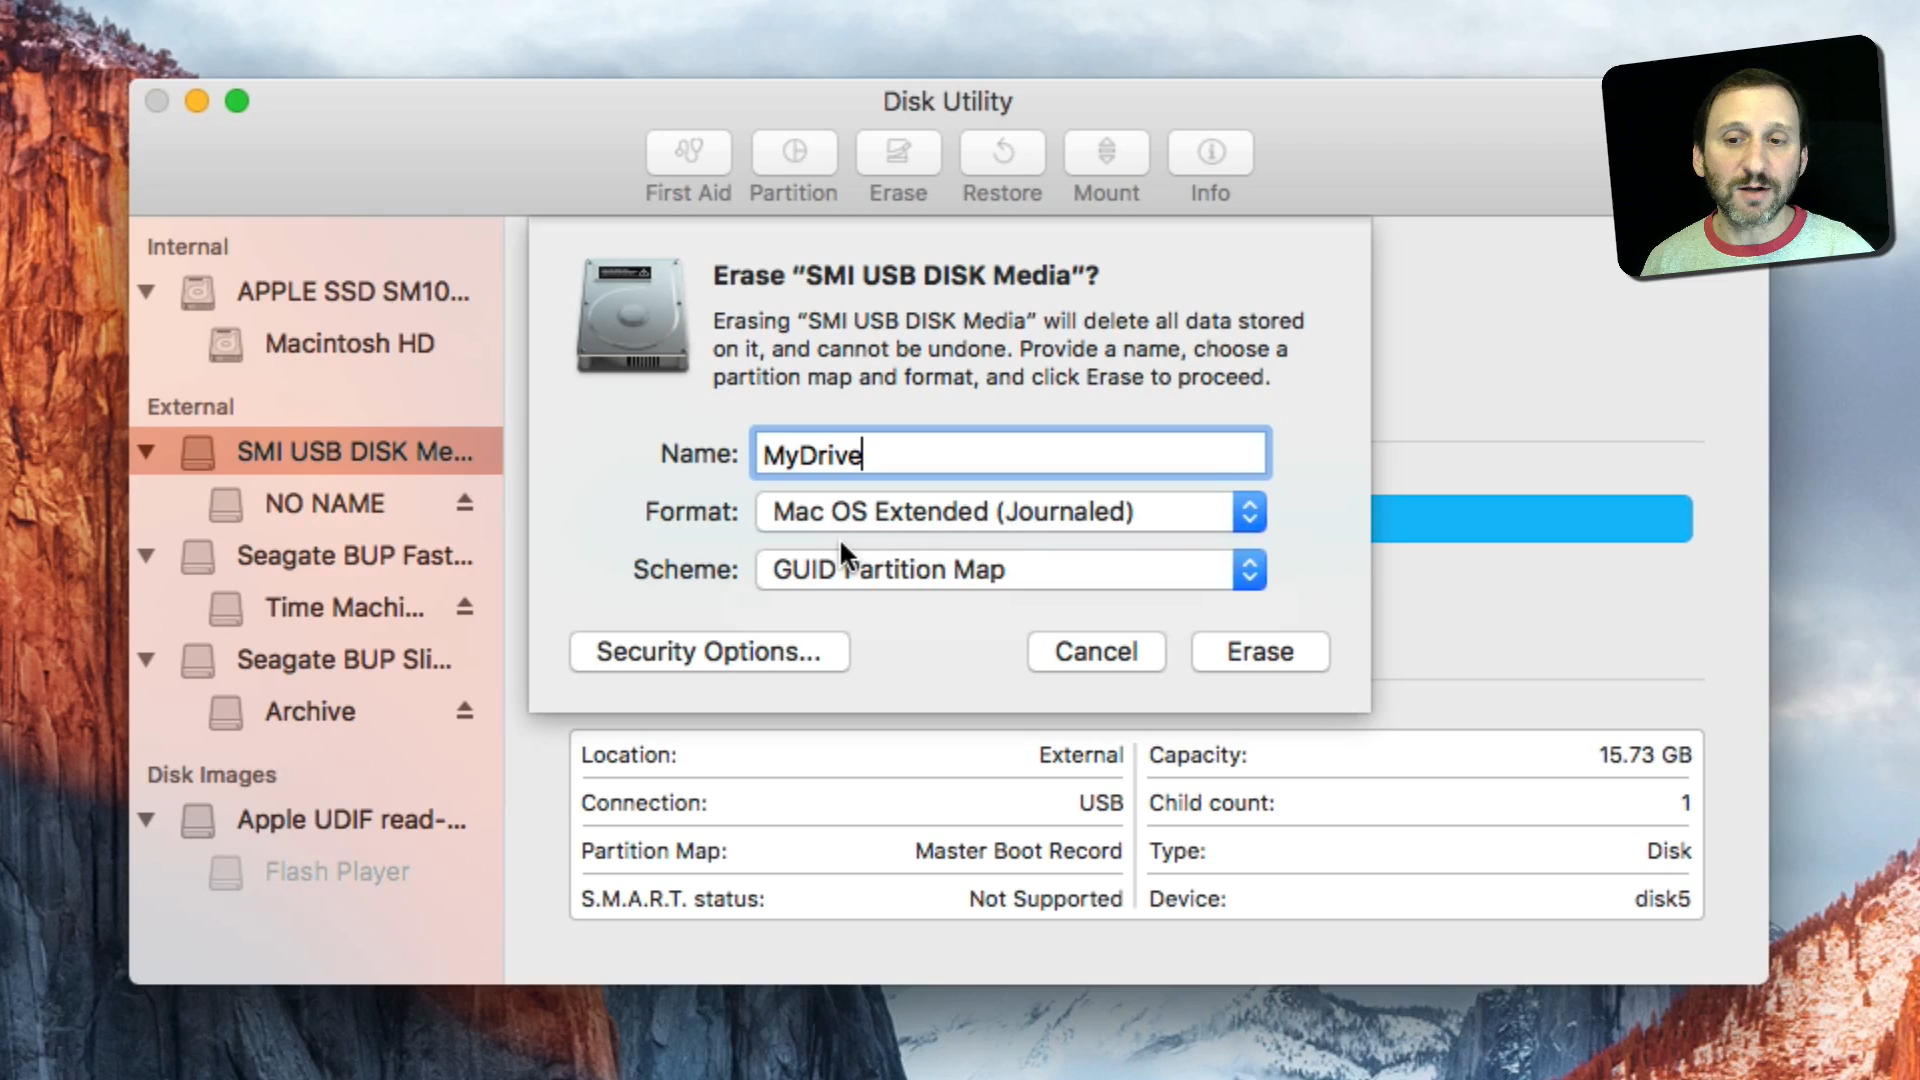 Disk Utility
First Aid
Partition
Erase
Restore
Mount
Info
Internal
APPLE SSD SM10...
Macintosh HD
External
SMI USB DISK Me...
NO NAME
Seagate BUP Fast...
Time Machi...
Seagate BUP Sli...
Archive
Disk Images
Apple UDIF read-...
Flash Player
Erase “SMI USB DISK Media”?
Erasing “SMI USB DISK Media” will delete all data stored
on it, and cannot be undone. Provide a name, choose a
partition map and format, and click Erase to proceed.
Name: MyDrive
Format: Mac OS Extended (Journaled)
Scheme: GUID Partition Map
Security Options...
Cancel
Erase
Location: External
Capacity: 15.73 GB
Connection: USB
Child count: 1
Partition Map: Master Boot Record
Type: Disk
S.M.A.R.T. status: Not Supported
Device: disk5